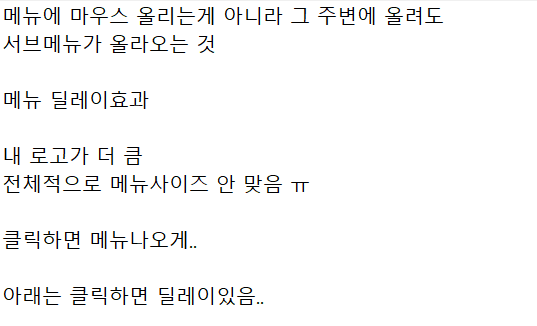 메뉴에 마우스 올리는게 아니라 그 주변에 올려도
서브메뉴가 올라오는 것
메뉴 딜레이효과
내 로고가 더 큼
전체적으로 메뉴사이즈 안 맞음 ㅠ
클릭하면 메뉴나오게..
아래는 클릭하면 딜레이있음..